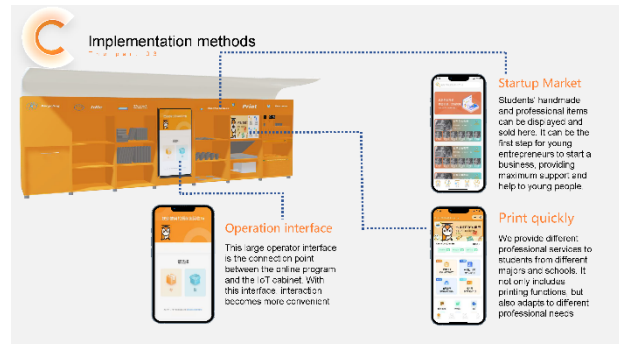 C
Implementation methods
The part 03
Print
Startup Market
Students' handmade
and professional items
can be displayed and
sold here. It can be the
first step for young
entrepreneurs to start a
business, providing
maximum support and
help to young people.
Operation interface
This large operator interface
is the connection point
between the online program
and the IoT cabinet. With
this interface, interaction
becomes more convenient
Print quickly
We provide different
professional services to
students from different
majors and schools. It
not only includes
printing functions, but
also adapts to different
professional needs